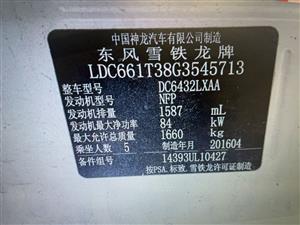 中国神龙汽车有限公司制造
东风雪铁龙牌
LDC661T38G3545713
整车型号 DC6432LXAA
发动机型号 NFP
发动机排量 1587 mL
发动机额定功率 84 kW
最大允许总质量 1660 kg
乘坐人数 5 制造年月 201604
备件组号 14393UL10427
按PSA.标致.雪铁龙许可证制造